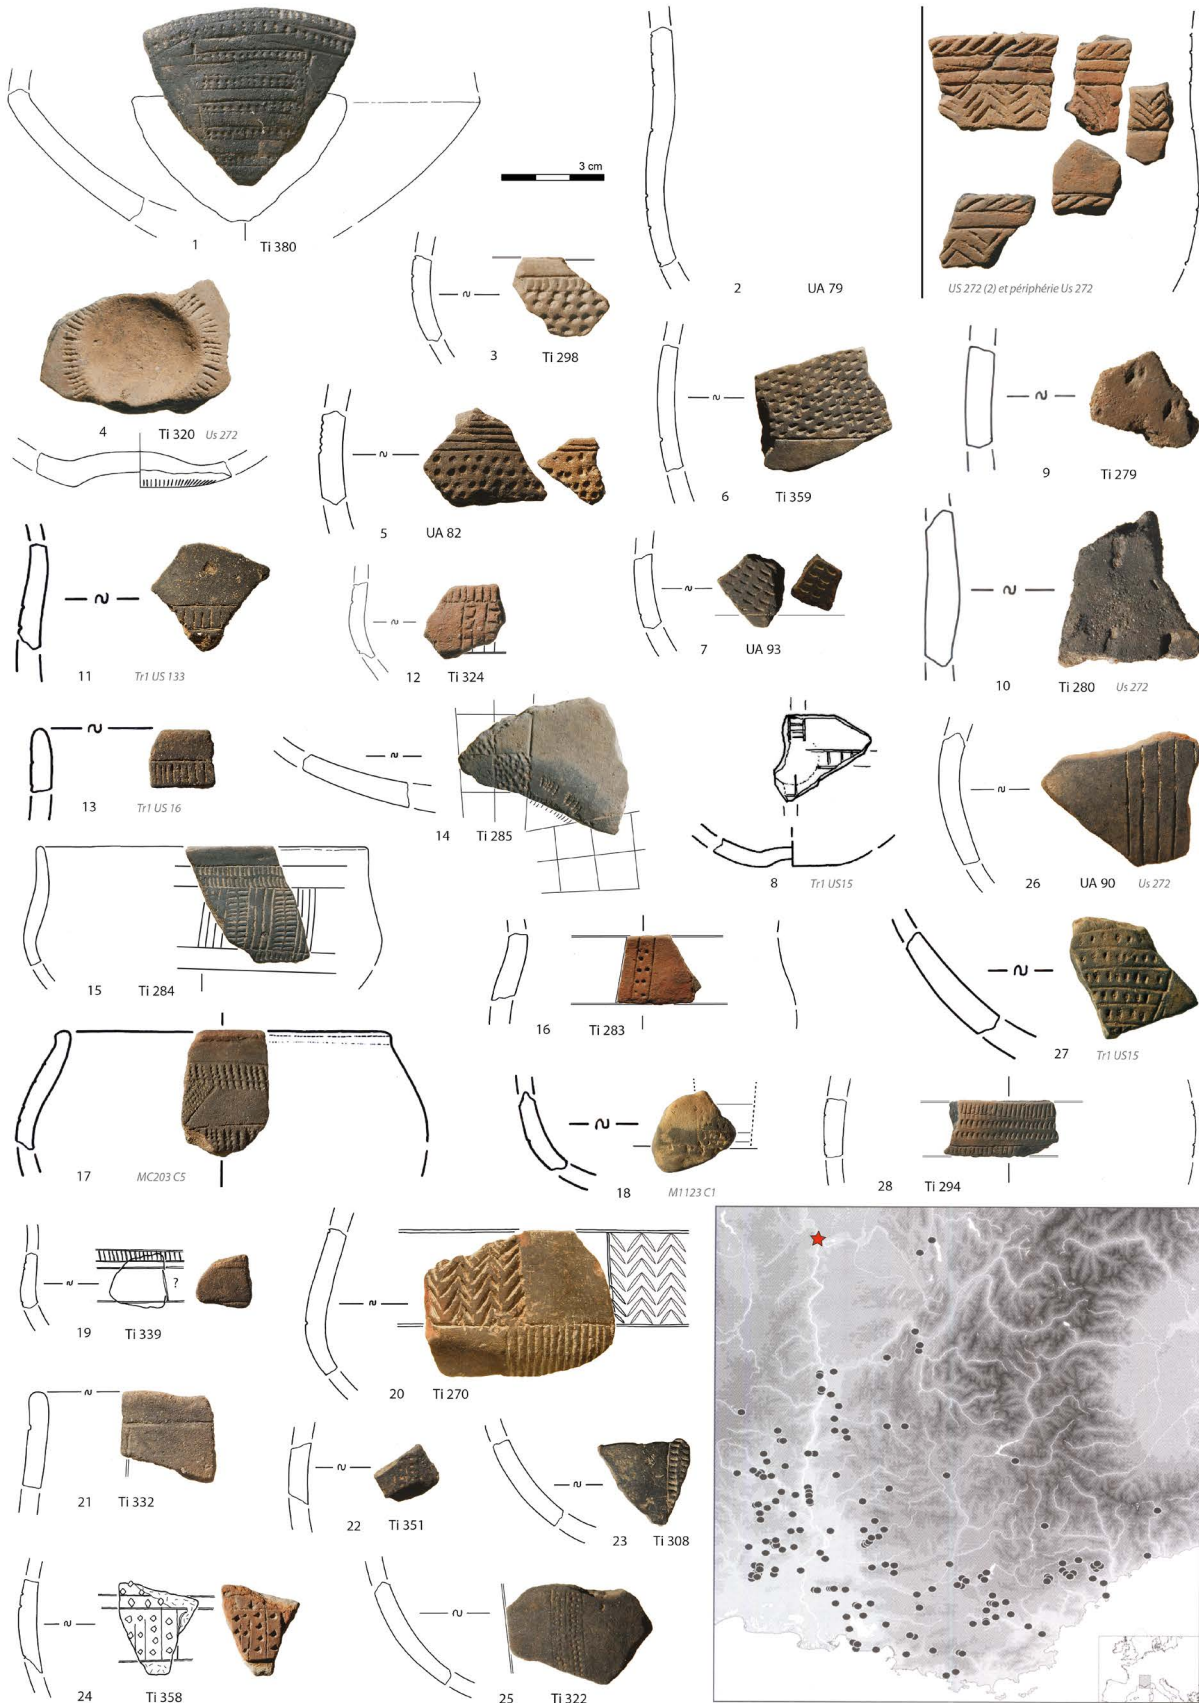 3 cm
1 Ti 380
2 UA 79
US 272 (2) et périphérie Us 272
3 Ti 298
4 Ti 320 Us 272
5 UA 82
6 Ti 359
9 Ti 279
7 UA 93
10 Ti 280 Us 272
11 Tr1 US 133
12 Ti 324
13 Tr1 US 16
14 Ti 285
8 Tr1 US15
26 UA 90 Us 272
15 Ti 284
16 Ti 283
27 Tr1 US15
17 MC203 C5
18 M1123 C1
28 Ti 294
?
19 Ti 339
20 Ti 270
21 Ti 332
22 Ti 351
23 Ti 308
?
24 Ti 358
25 Ti 322